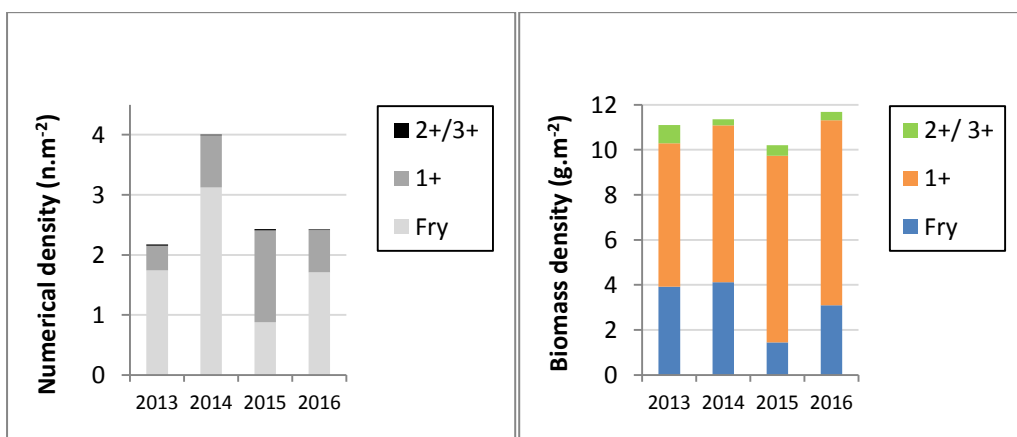 Numerical density (n.m⁻²)
4
3
2
1
0
2013 2014 2015 2016
2+/3+
1+
Fry
Biomass density (g.m⁻²)
12
10
8
6
4
2
0
2013 2014 2015 2016
2+/ 3+
1+
Fry